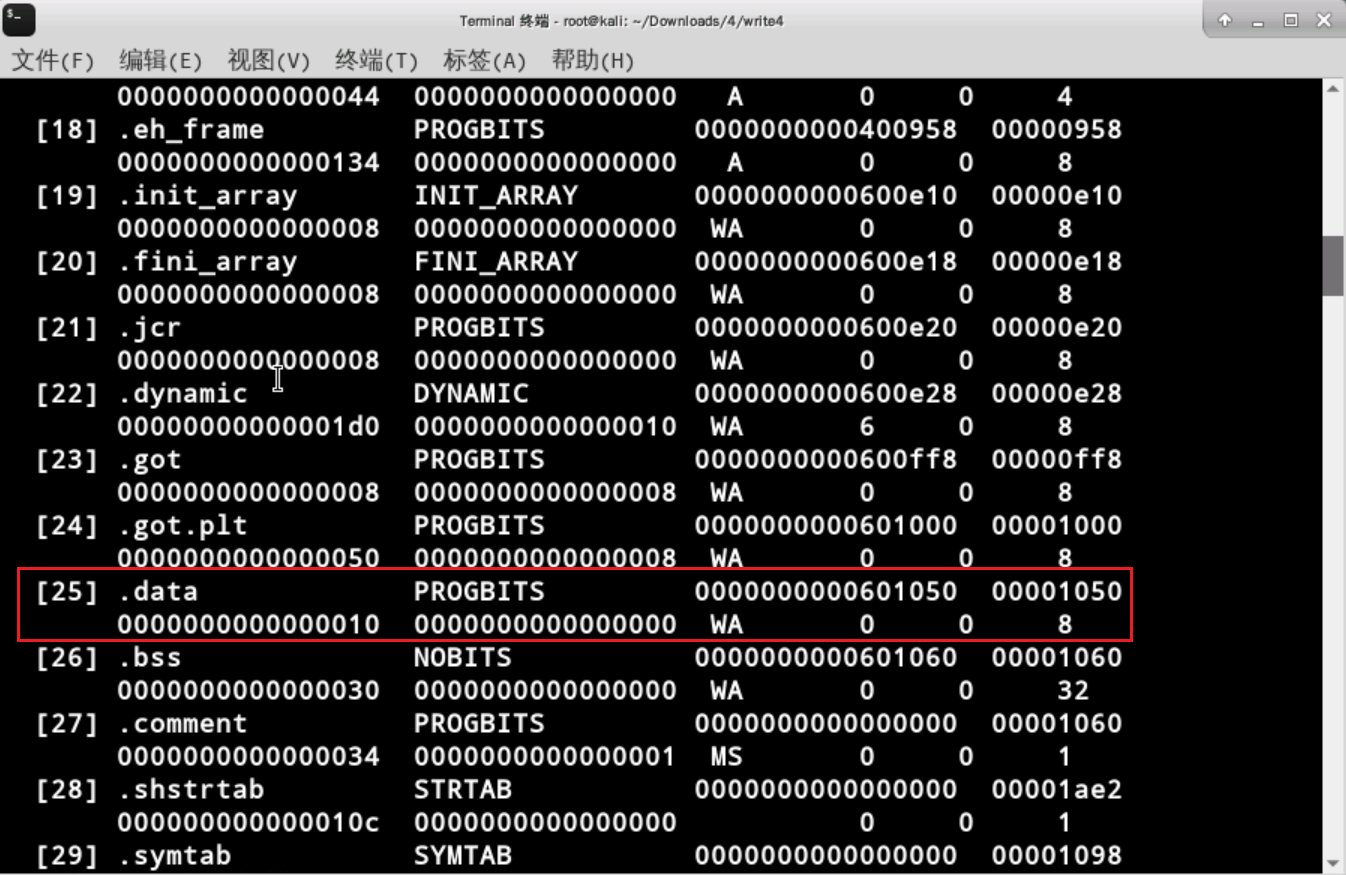 Terminal 终端 - root@kali: ~/Downloads/4/write4
文件(F) 编辑(E) 视图(V) 终端(T) 标签(A) 帮助(H)
0000000000000044 0000000000000000 A 0 0 4
[18] .eh_frame PROGBITS 0000000000400958 00000958
0000000000000134 0000000000000000 A 0 0 8
[19] .init_array INIT_ARRAY 0000000000600e10 00000e10
0000000000000008 0000000000000000 WA 0 0 8
[20] .fini_array FINI_ARRAY 0000000000600e18 00000e18
0000000000000008 0000000000000000 WA 0 0 8
[21] .jcr PROGBITS 0000000000600e20 00000e20
0000000000000008 0000000000000000 WA 0 0 8
[22] .dynamic DYNAMIC 0000000000600e28 00000e28
00000000000001d0 0000000000000010 WA 6 0 8
[23] .got PROGBITS 0000000000600ff8 00000ff8
0000000000000008 0000000000000008 WA 0 0 8
[24] .got.plt PROGBITS 0000000000601000 00001000
0000000000000050 0000000000000008 WA 0 0 8
[25] .data PROGBITS 0000000000601050 00001050
0000000000000010 0000000000000000 WA 0 0 8
[26] .bss NOBITS 0000000000601060 00001060
0000000000000030 0000000000000000 WA 0 0 32
[27] .comment PROGBITS 0000000000000000 00001060
0000000000000034 0000000000000001 MS 0 0 1
[28] .shstrtab STRTAB 0000000000000000 00001ae2
000000000000010c 0000000000000000 0 0 1
[29] .symtab SYMTAB 0000000000000000 00001098